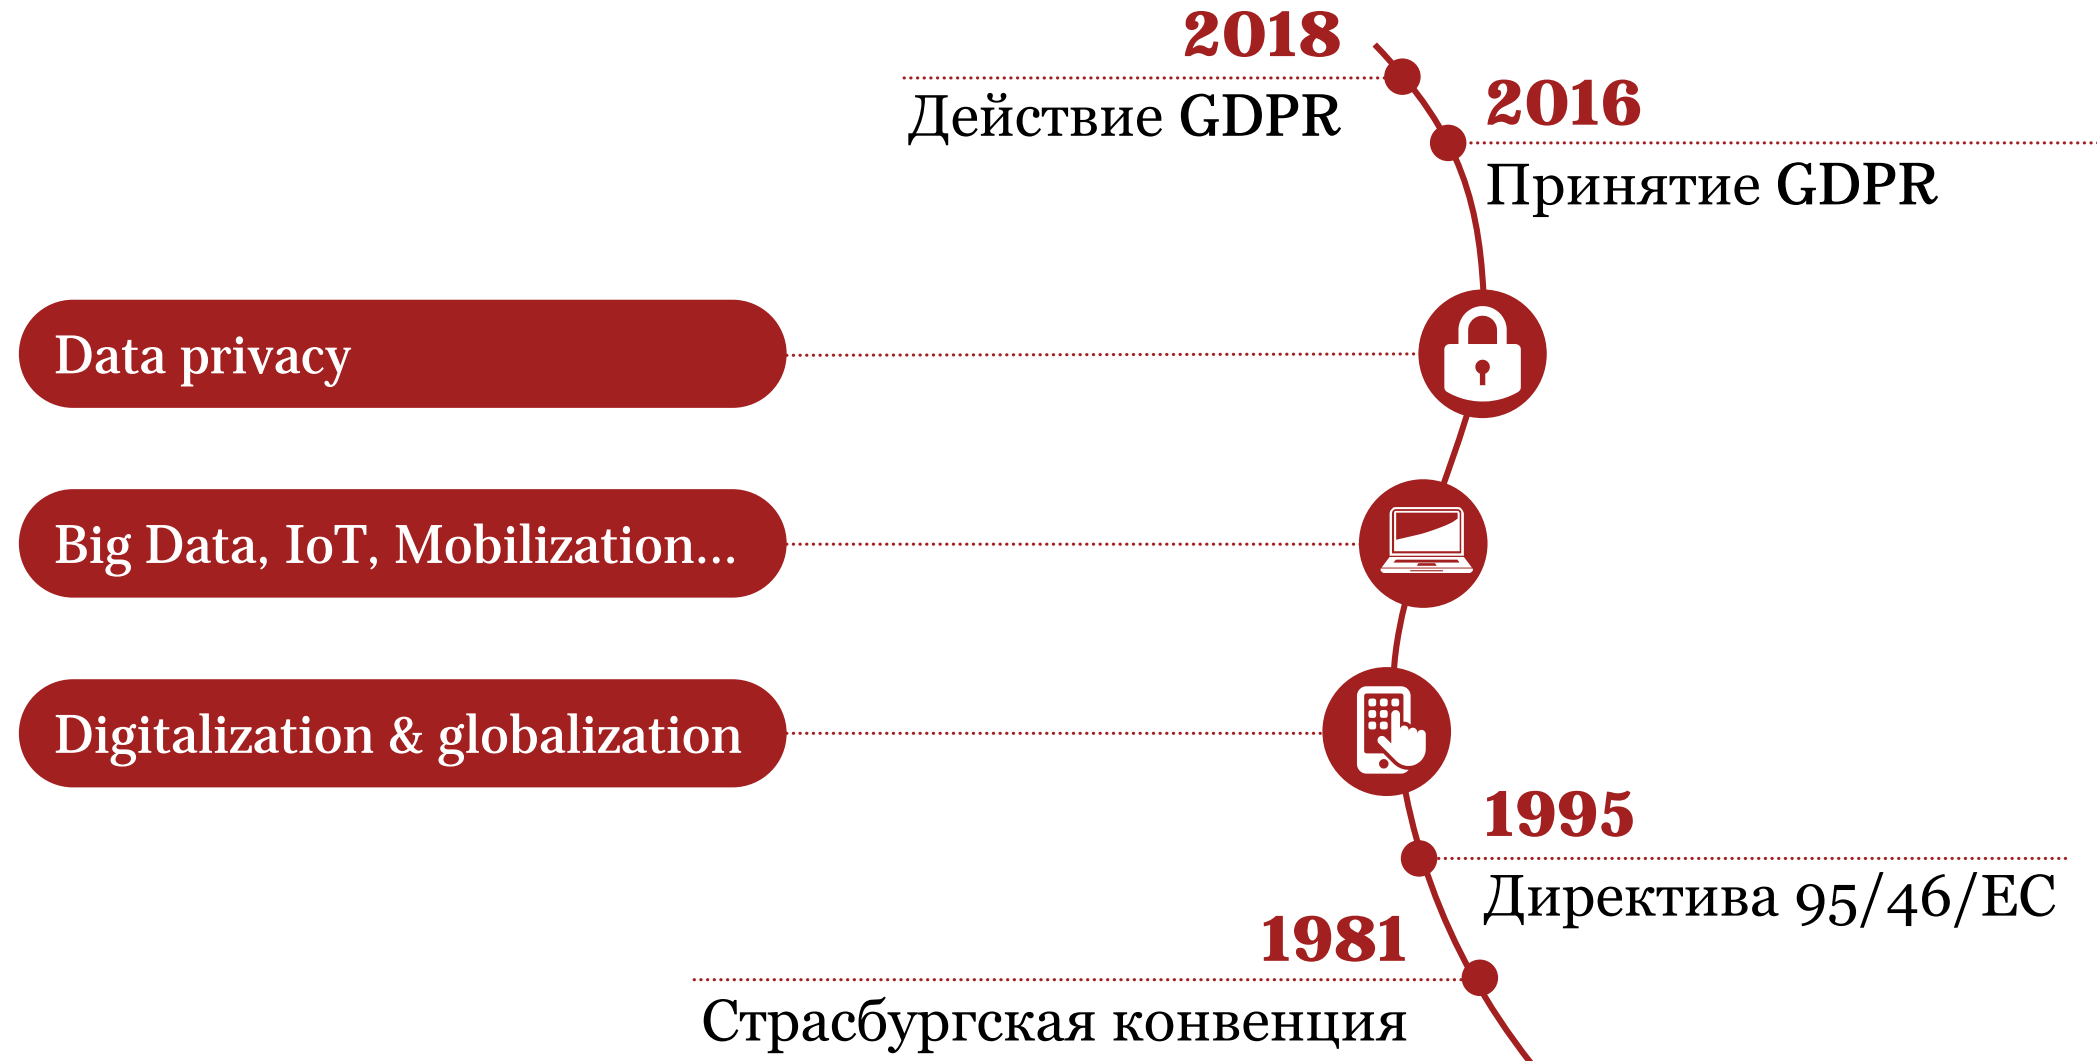 2018
Действие GDPR
2016
Принятие GDPR
Data privacy
Big Data, IoT, Mobilization...
Digitalization & globalization
1995
Директива 95/46/ЕС
1981
Страсбургская конвенция